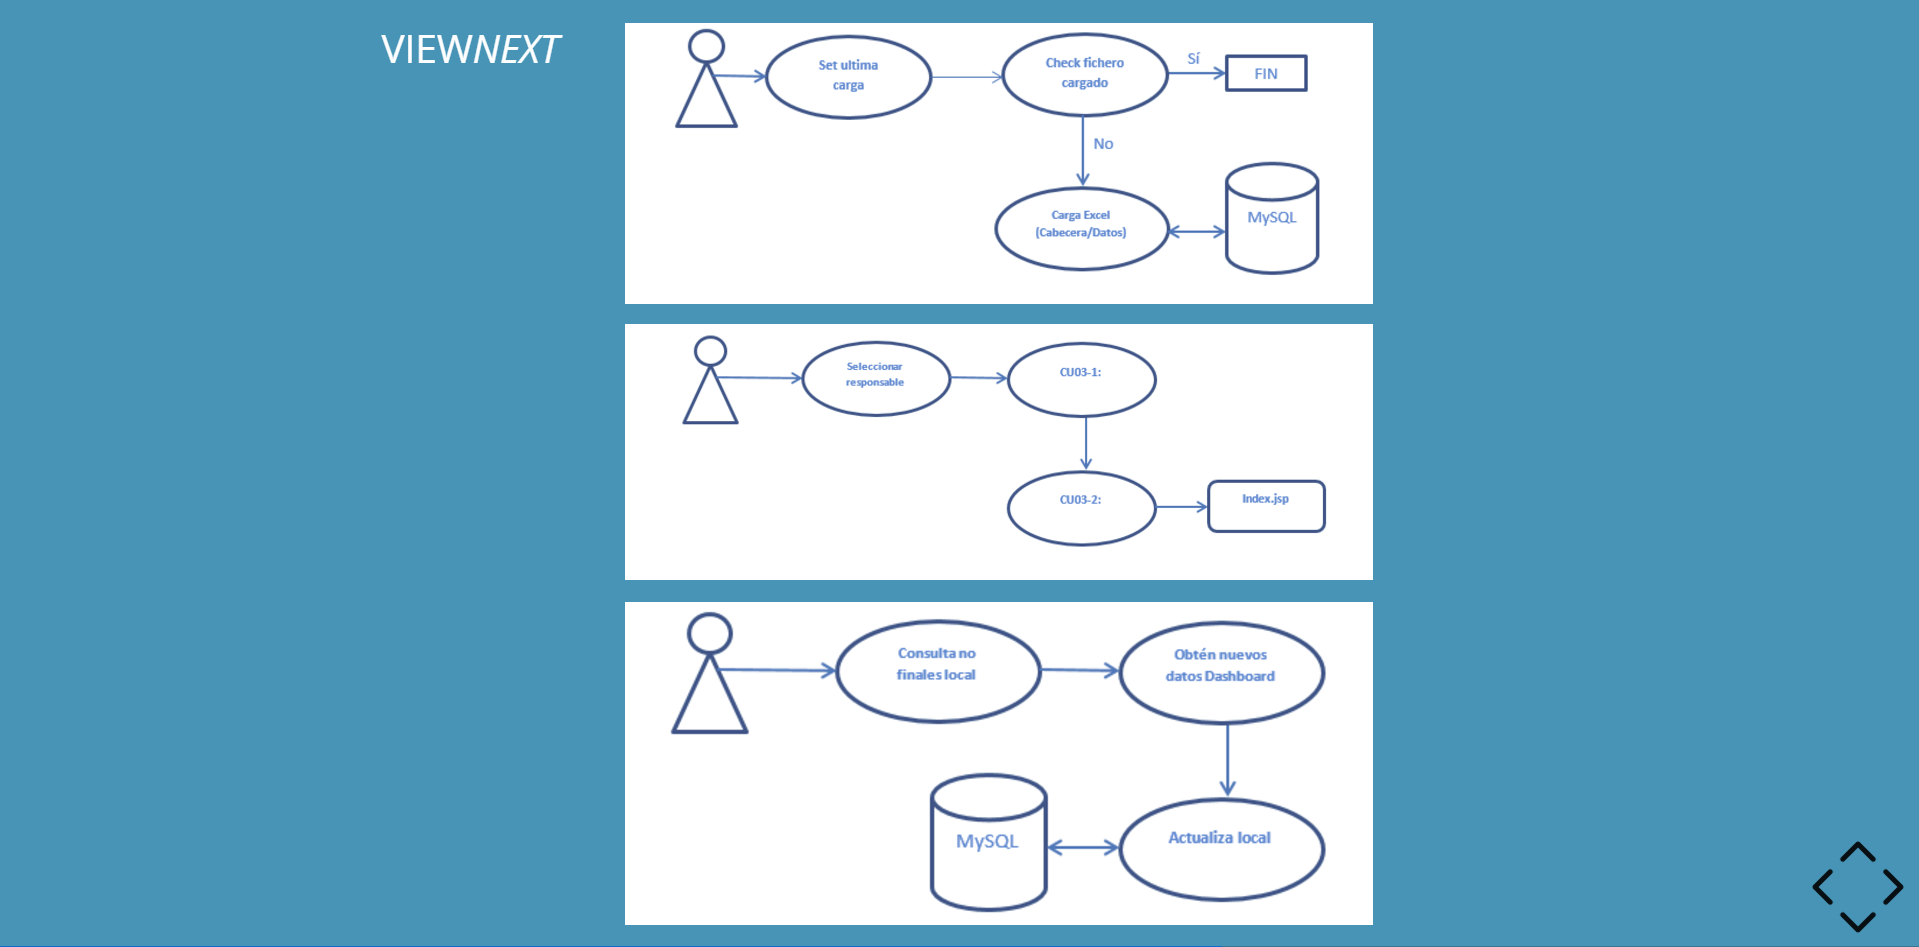 VIEWNEXT
Set ultima
carga
Check fichero
cargado
Sí
FIN
No
Carga Excel
(Cabecera/Datos)
MySQL
Seleccionar
responsable
CU03-1:
CU03-2:
Index.jsp
Consulta no
finales local
Obtén nuevos
datos Dashboard
MySQL
Actualiza local